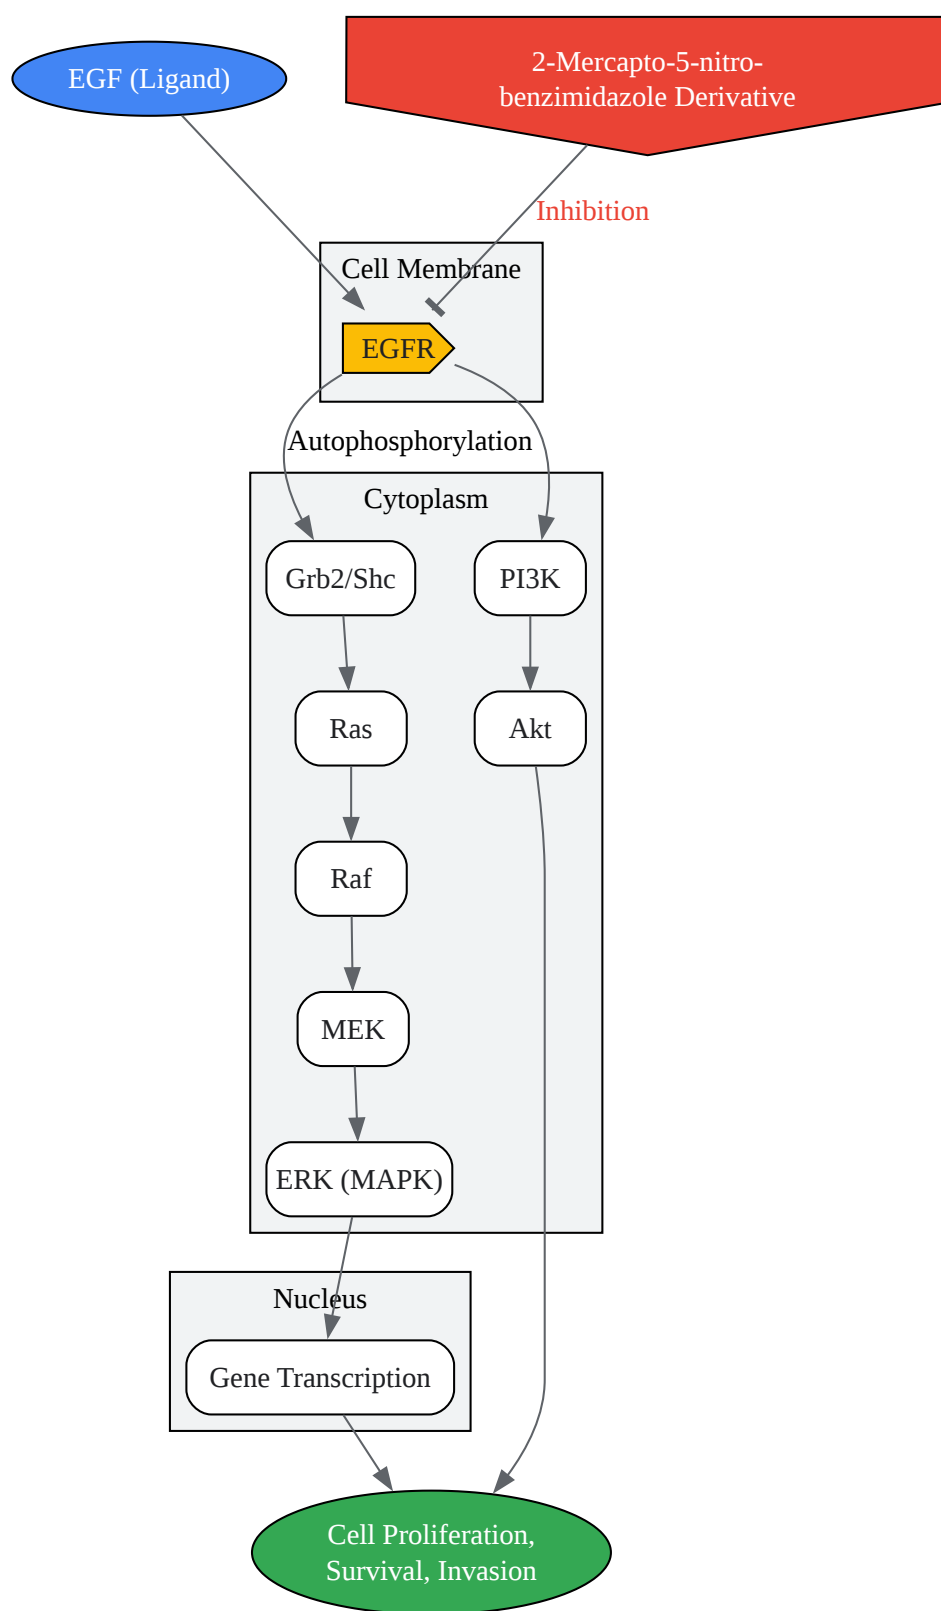 EGF (Ligand)
2-Mercapto-5-nitro-
benzimidazole Derivative
Inhibition
Cell Membrane
EGFR
Autophosphorylation
Cytoplasm
Grb2/Shc
PI3K
Ras
Akt
Raf
MEK
ERK (MAPK)
Nucleus
Gene Transcription
Cell Proliferation,
Survival, Invasion